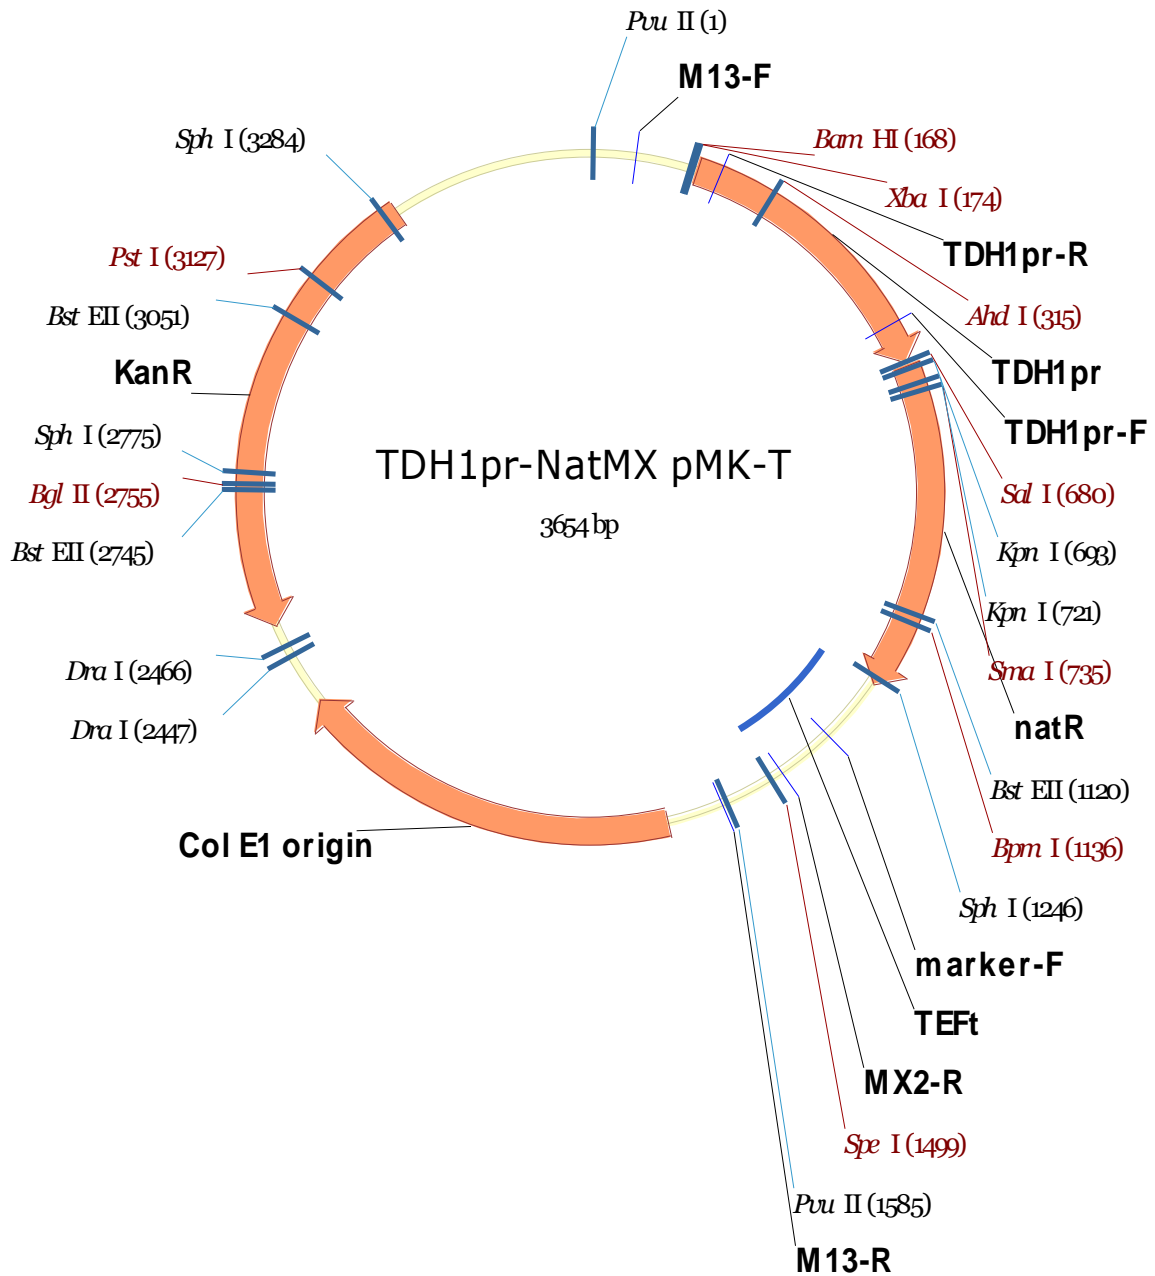 Pvu II (1)
M13-F
Sph I (3284)
Bam HI (168)
Xba I (174)
TDH1pr-R
Pst I (3127)
Bst EII (3051)
Ahd I (315)
KanR
TDH1pr
TDH1pr-F
Sph I (2775)
TDH1pr-NatMX pMK-T
Bgl II (2755)
Sal I (680)
3654 bp
Bst EII (2745)
Kpn I (693)
Kpn I (721)
Dra I (2466)
Sma I (735)
Dra I (2447)
natR
Bst EII (1120)
Col E1 origin
Bpm I (1136)
Sph I (1246)
marker-F
TEFt
MX2-R
Spe I (1499)
Pvu II (1585)
M13-R